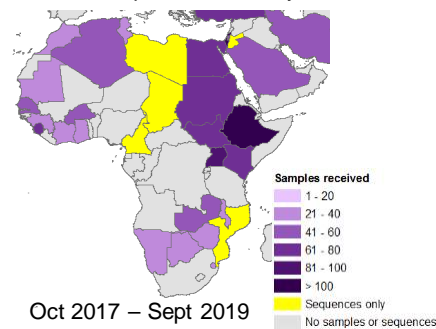 Samples received
1 - 20
21 - 40
41 - 60
61 - 80
81 - 100
> 100
Sequences only
No samples or sequences
Oct 2017 – Sept 2019